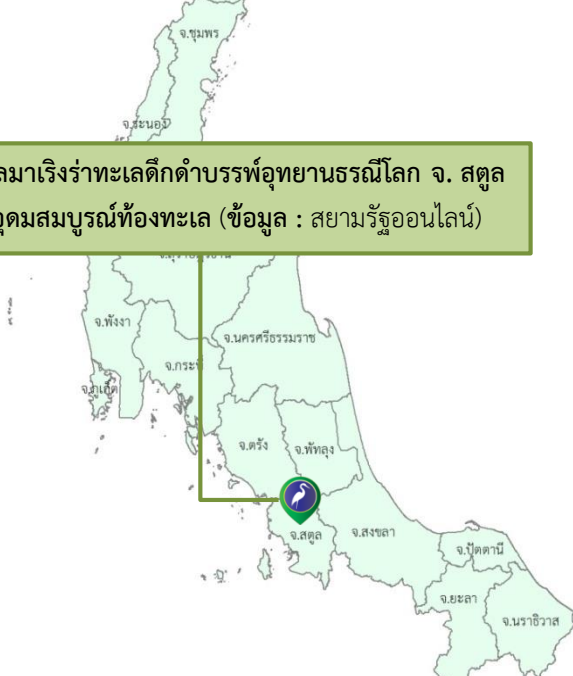 จ.ชุมพร
จ.ระนอง
มาเริงร่าทะเลดึกดำบรรพ์อุทยานธรณีโลก จ. สตูล
อุดมสมบูรณ์ท้องทะเล (ข้อมูล : สยามรัฐออนไลน์)
จ.พังงา
จ.นครศรีธรรมราช
จ.กระบี่
จ.ภูเก็ต
จ.ตรัง
จ.พัทลุง
จ.สตูล
จ.สงขลา
จ.ปัตตานี
จ.ยะลา
จ.นราธิวาส